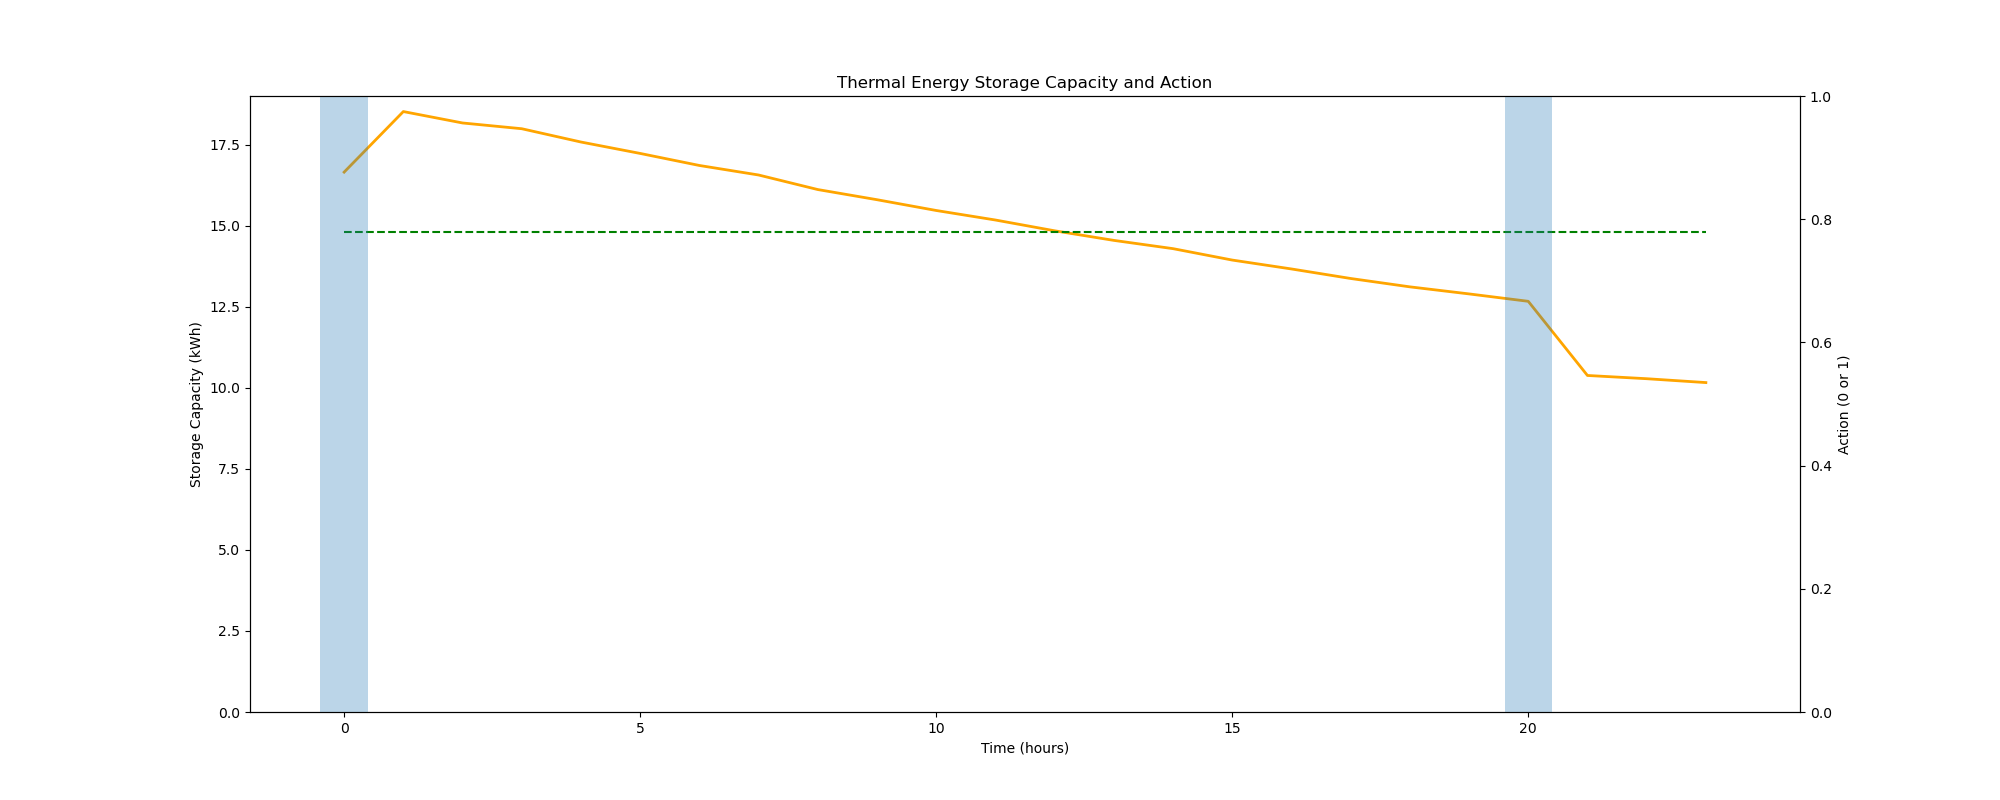 Thermal Energy Storage Capacity and Action
Storage Capacity (kWh)
17.5
15.0
12.5
10.0
7.5
5.0
2.5
0.0
1.0
0.8
0.6
0.4
0.2
0.0
Action (0 or 1)
0 5 10 15 20
Time (hours)